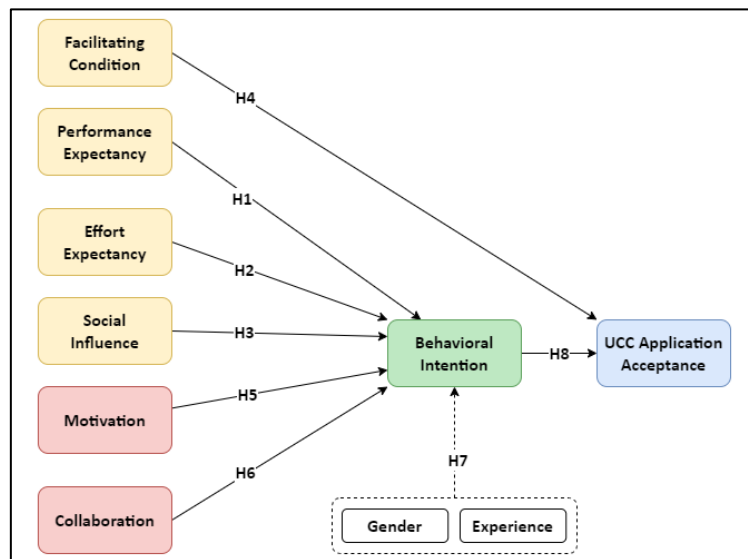 Facilitating
Condition
H4
Performance
Expectancy
H1
Effort
Expectancy
H2
Social
Influence
H3
Behavioral
Intention
H8
UCC Application
Acceptance
Motivation
H5
H6
H7
Collaboration
Gender
Experience